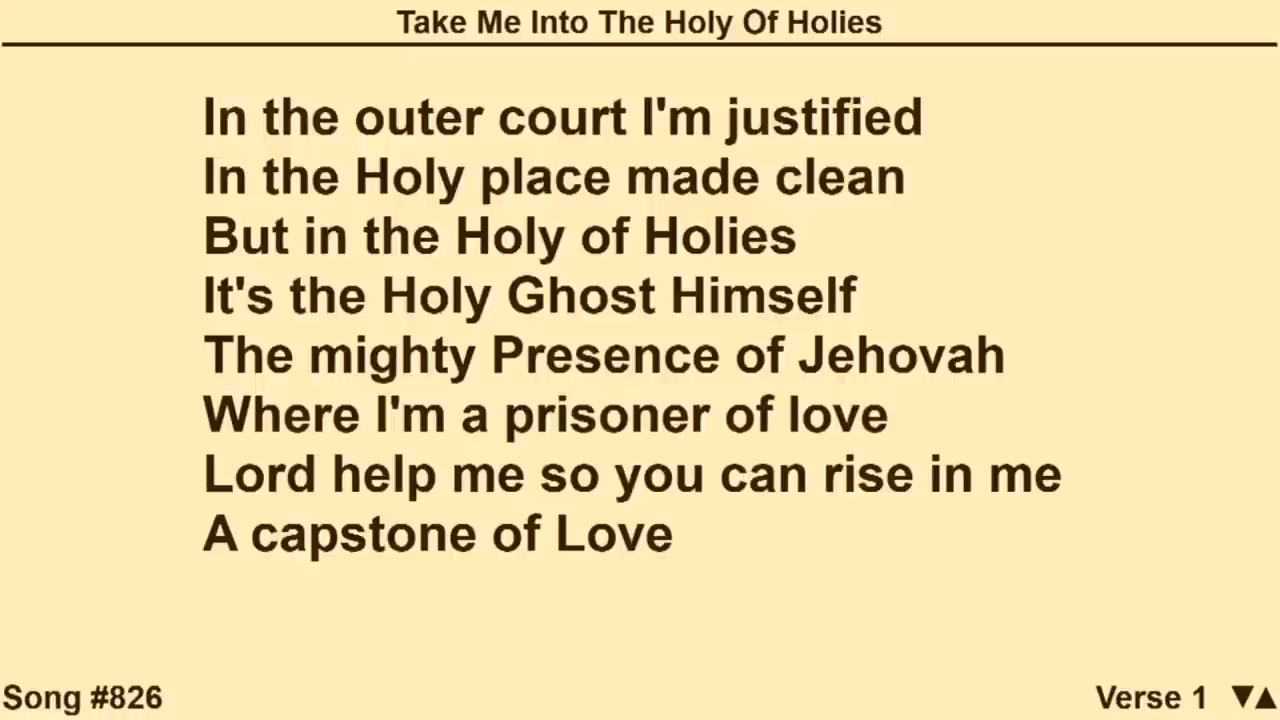 Take Me Into The Holy Of Holies
In the outer court I'm justified
In the Holy place made clean
But in the Holy of Holies
It's the Holy Ghost Himself
The mighty Presence of Jehovah
Where I'm a prisoner of love
Lord help me so you can rise in me
A capstone of Love
Song #826
Verse 1 ▼▲